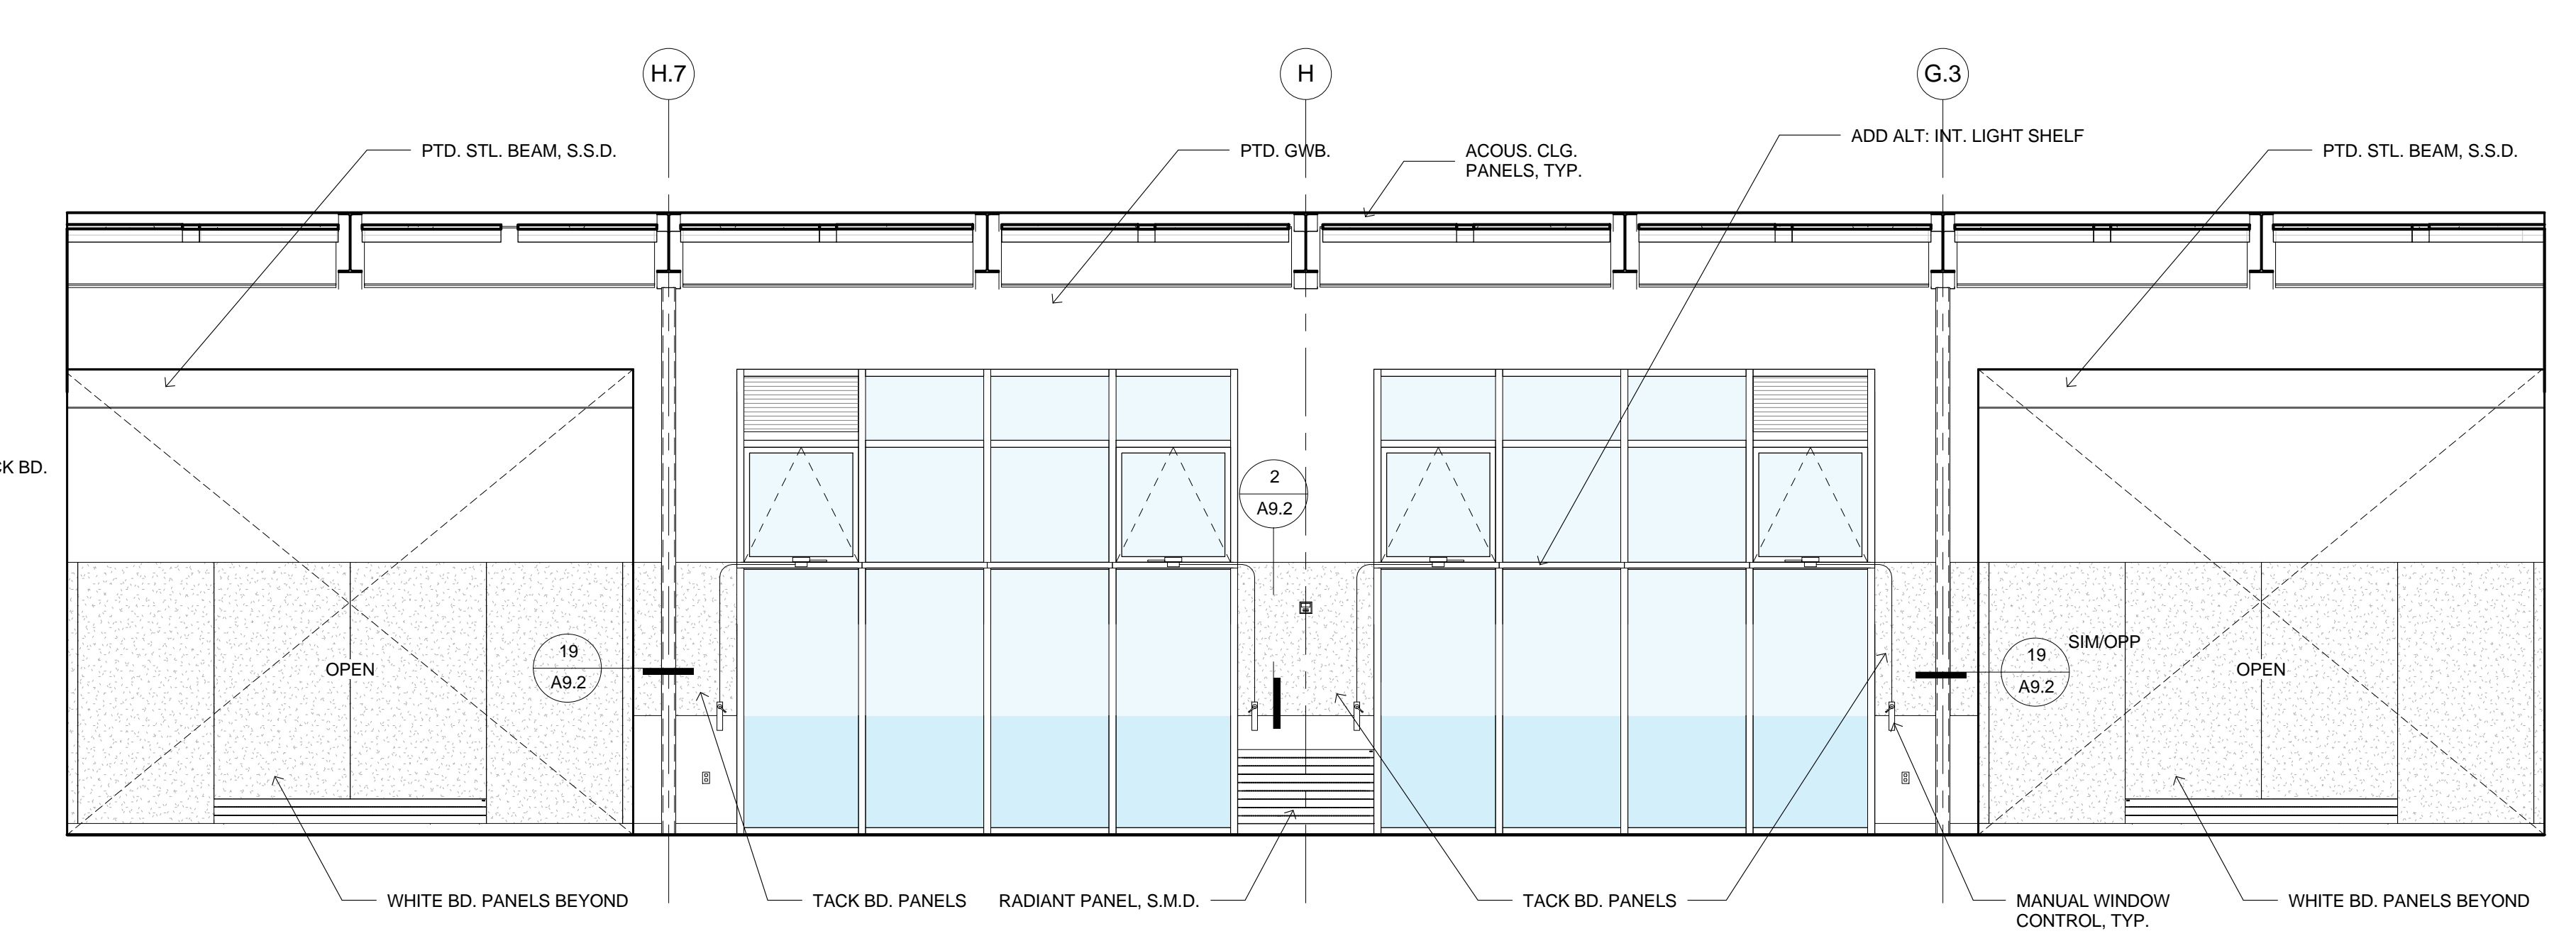 H.7
H
G.3
PTD. STL. BEAM, S.S.D.
PTD. GWB.
ACOUS. CLG.
PANELS, TYP.
ADD ALT: INT. LIGHT SHELF
PTD. STL. BEAM, S.S.D.
CK BD.
2
A9.2
OPEN
19
A9.2
SIM/OPP
19
A9.2
OPEN
WHITE BD. PANELS BEYOND
TACK BD. PANELS
RADIANT PANEL, S.M.D.
TACK BD. PANELS
MANUAL WINDOW
CONTROL, TYP.
WHITE BD. PANELS BEYOND